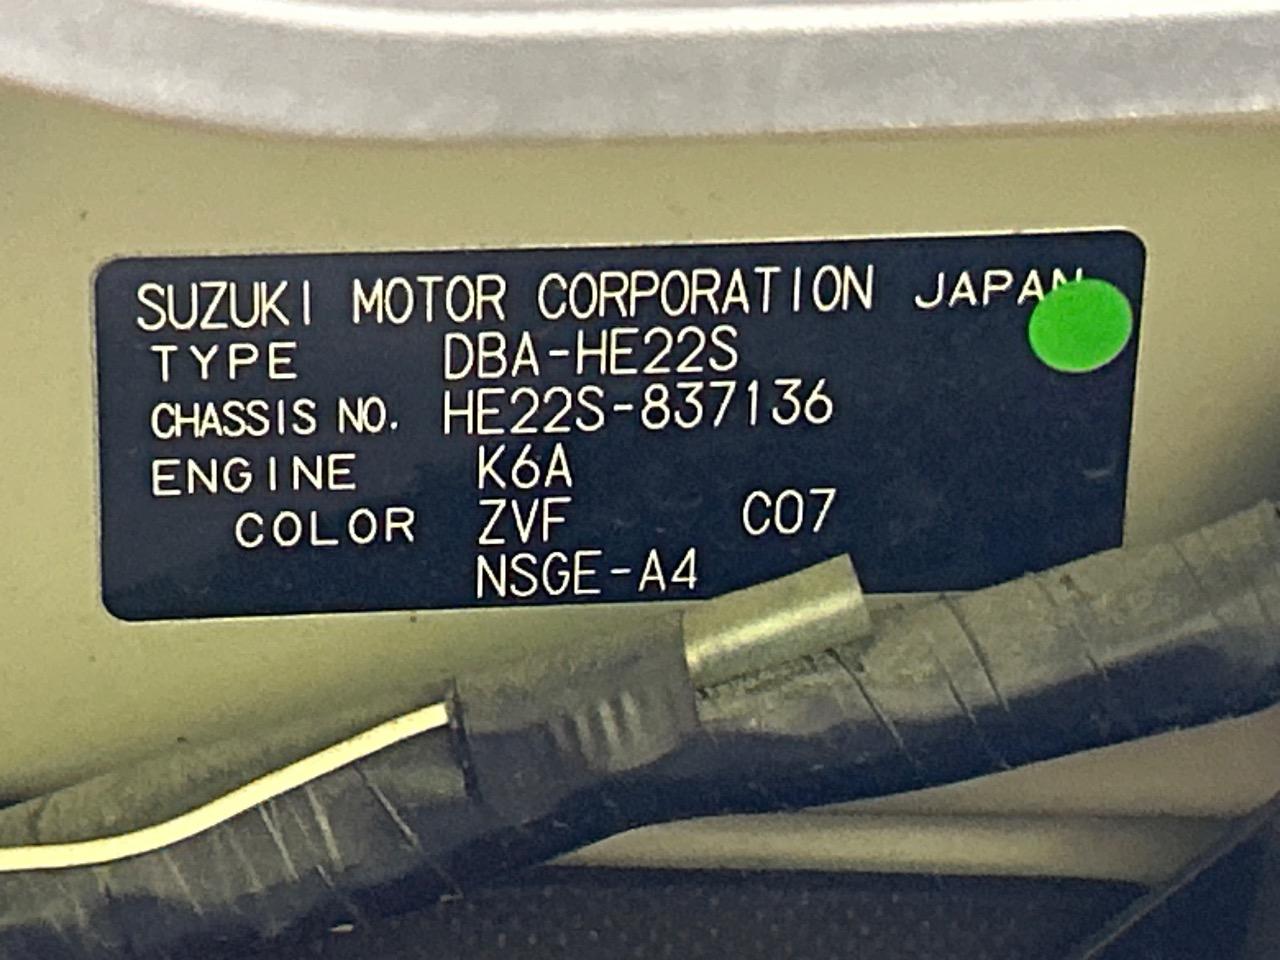 SUZUKI MOTOR CORPORATION JAPAN
TYPE DBA-HE22S
CHASSIS NO. HE22S-837136
ENGINE K6A
COLOR ZVF C07
NSGE-A4